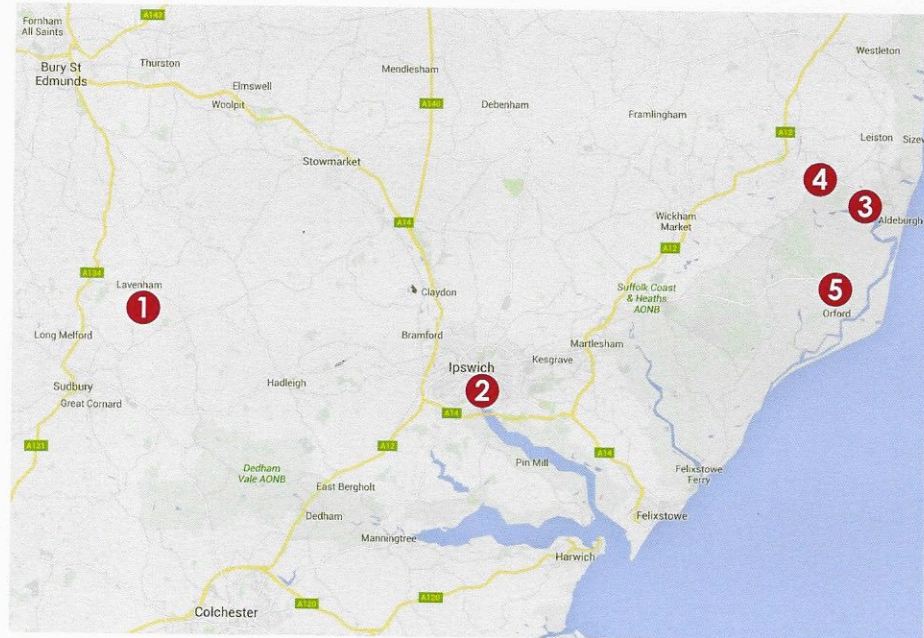 A143
Fornham
All Saints
Bury St
Edmunds
Thurston
Elmswell
Woolpit
Mendlesham
A140
Debenham
Framlingham
Westleton
A12
Leiston
Sizew
Stowmarket
4
3
Aldeburgh
Wickham
Market
A14
A12
A134
Lavenham
1
Claydon
Suffolk Coast
& Heaths
AONB
5
Orford
Long Melford
Bramford
Martlesham
Kesgrave
Ipswich
2
Sudbury
Great Cornard
Hadleigh
A14
A131
A12
A14
Dedham
Vale AONB
Pin Mill
Felixstowe
Ferry
East Bergholt
Dedham
Felixstowe
Manningtree
Harwich
Colchester
A120
A120